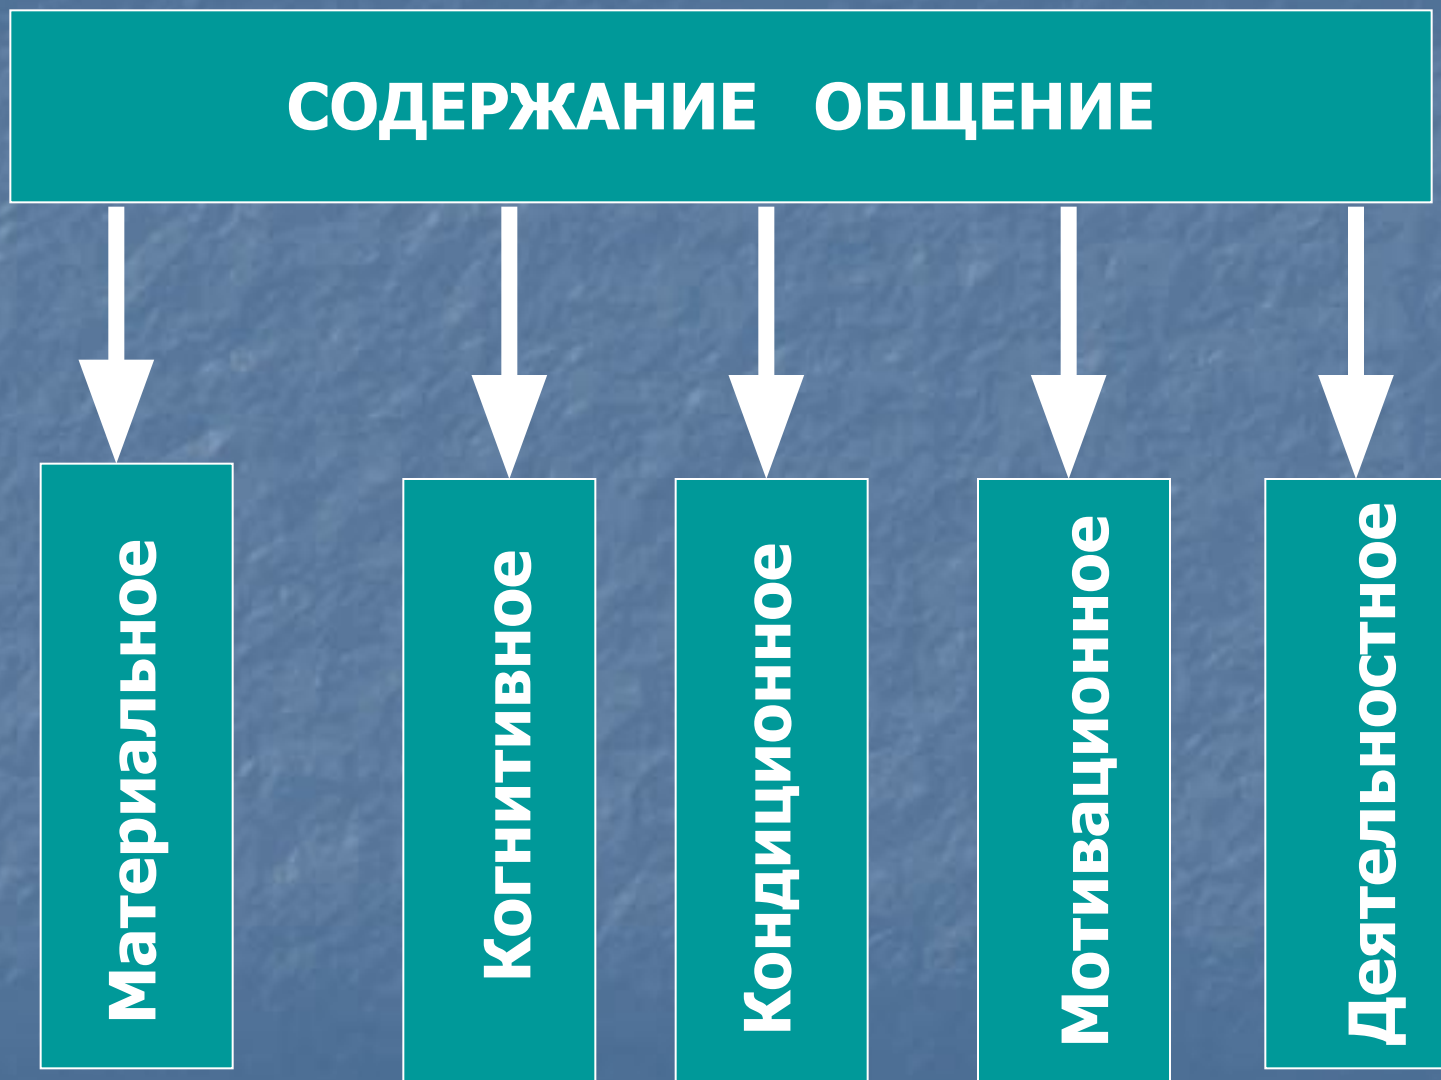 СОДЕРЖАНИЕ ОБЩЕНИЕ
Материальное
Когнитивное
Кондиционное
Мотивационное
Деятельностное